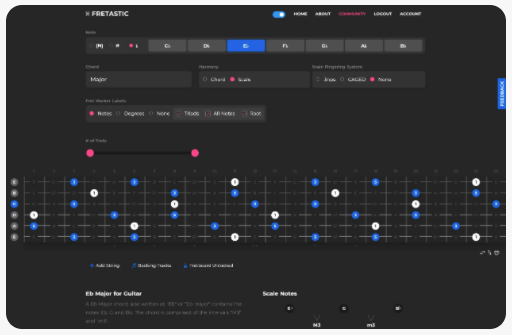 FRETASTIC
HOME ABOUT COMMUNITY LOGOUT ACCOUNT
Note
(♮) # ♭ C♭ D♭ E♭ F♭ G♭ A♭ B♭
Chord Harmony Scale Fingering System
Major Chord Scale 3nps CAGED None
Fret Marker Labels
Notes Degrees None Triads All Notes Root
# of Frets
FEEDBACK
Add String Backing Tracks Fretboard Unlocked
Eb Major for Guitar Scale Notes
A Eb Major chord, also written as "Eb" or "Eb major" contains the
notes Eb, G and Bb. The chord is comprised of the intervals "M3"
and "m3".
E♭ G B♭
M3 m3